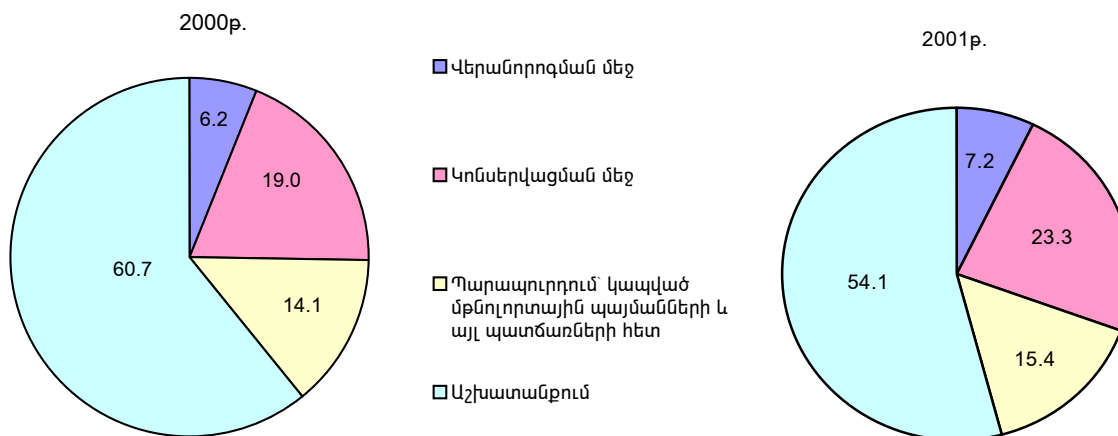 2000թ.
6.2
19.0
14.1
60.7
Վերանորոգման մեջ
Կոնսերվացման մեջ
Պարապուրդում՝ կապված
մթնոլորտային պայմանների և
այլ պատճառների հետ
Աշխատանքում
2001թ.
7.2
23.3
15.4
54.1